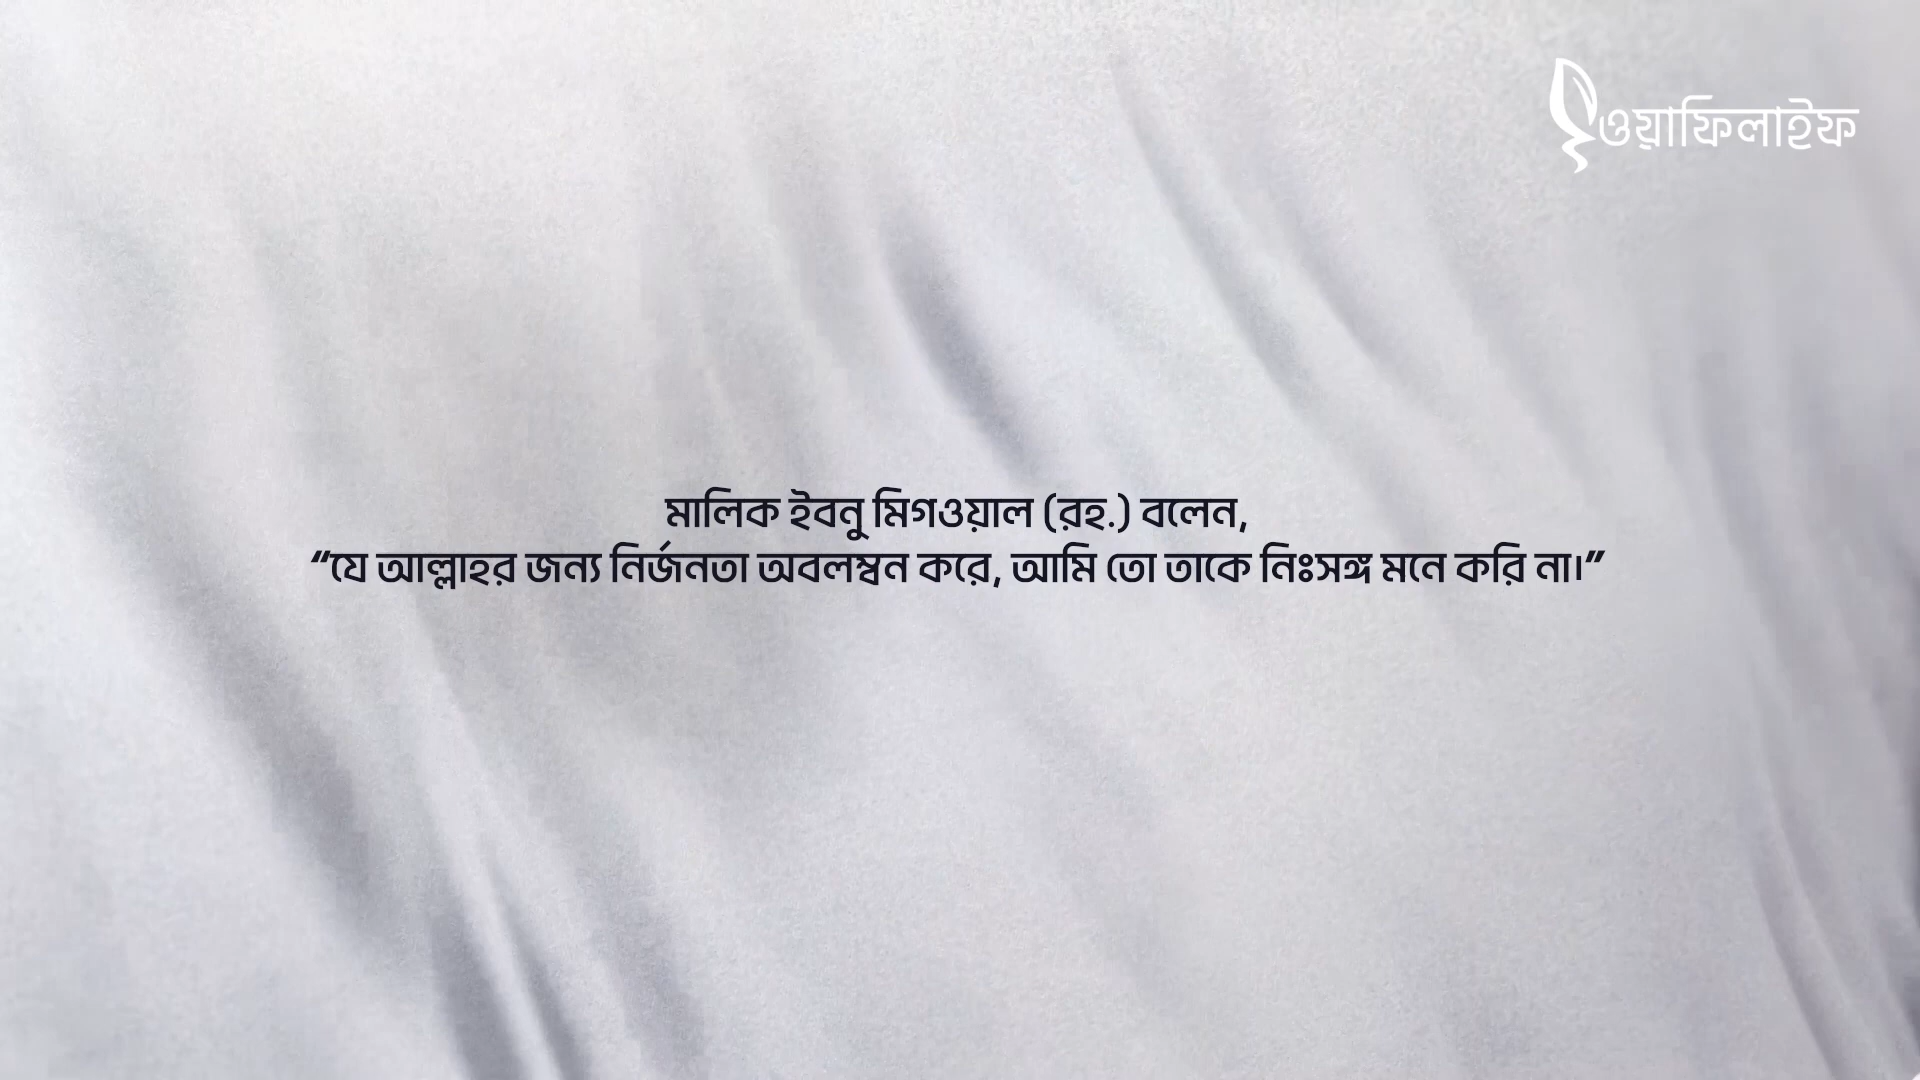 ওয়াফিলাইফ
মালিক ইবনু মিগওয়াল (রহ.) বলেন,
“যে আল্লাহর জন্য নির্জনতা অবলম্বন করে, আমি তো তাকে নিঃসঙ্গ মনে করি না।”